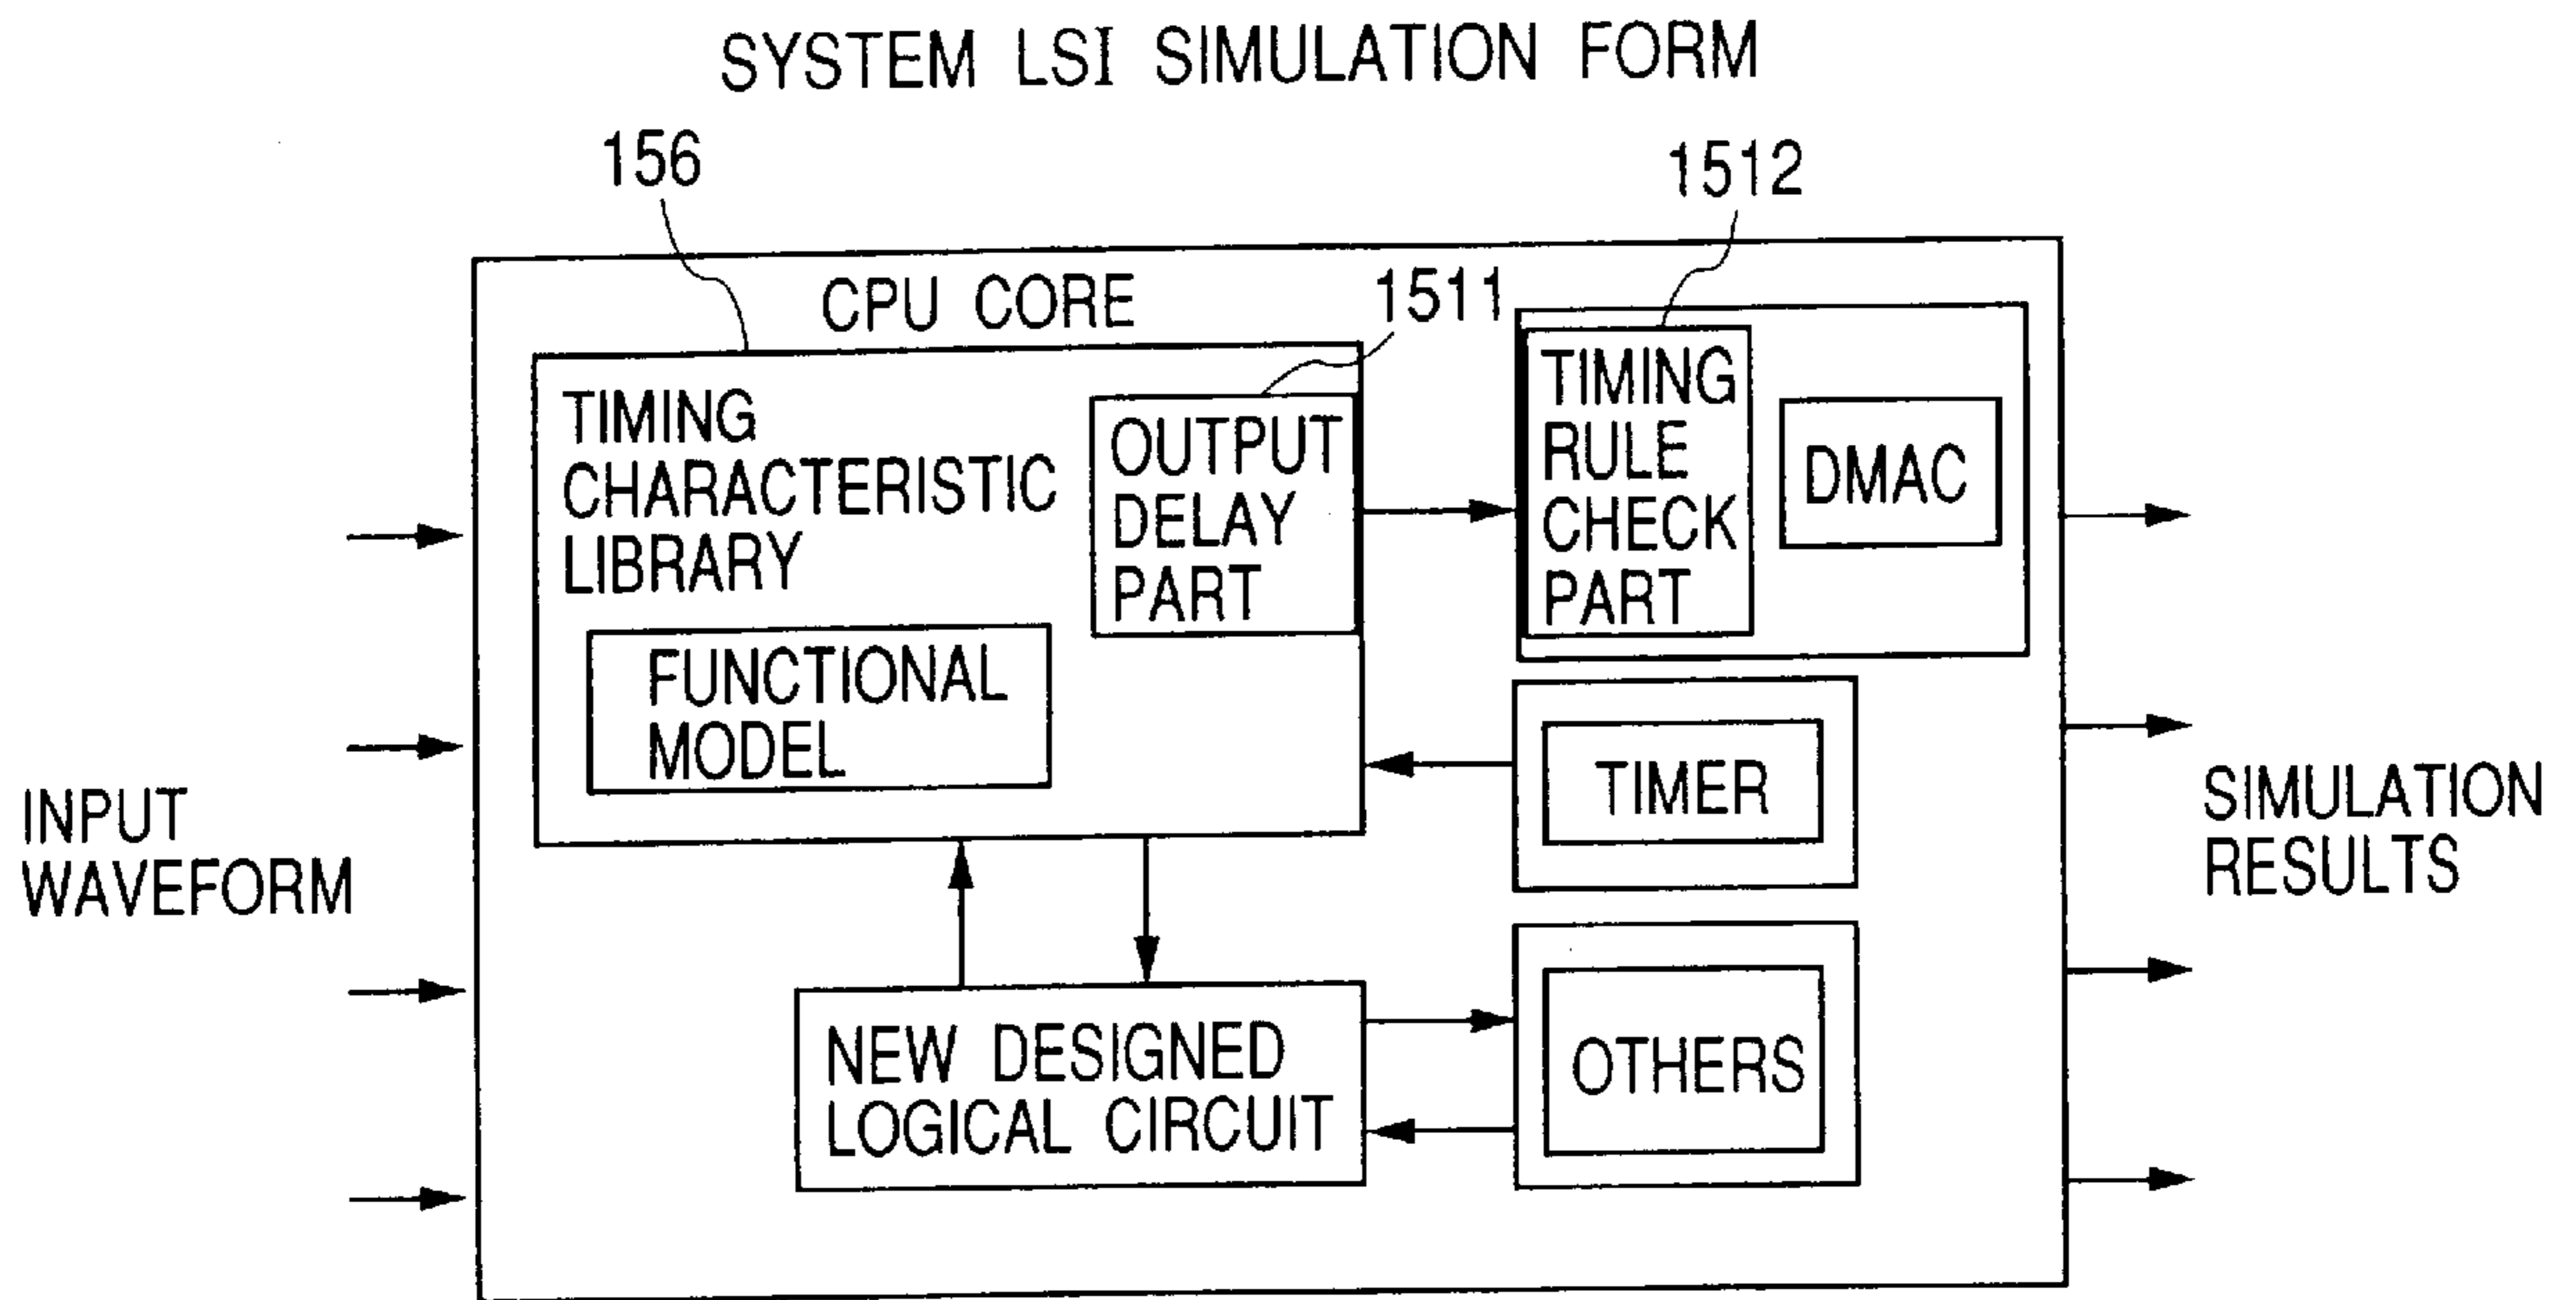 SYSTEM LSI SIMULATION FORM
156
1512
CPU CORE
1511
TIMING
CHARACTERISTIC
LIBRARY
OUTPUT
DELAY
PART
TIMING
RULE
CHECK
PART
DMAC
FUNCTIONAL
MODEL
TIMER
INPUT
WAVEFORM
SIMULATION
RESULTS
NEW DESIGNED
LOGICAL CIRCUIT
OTHERS